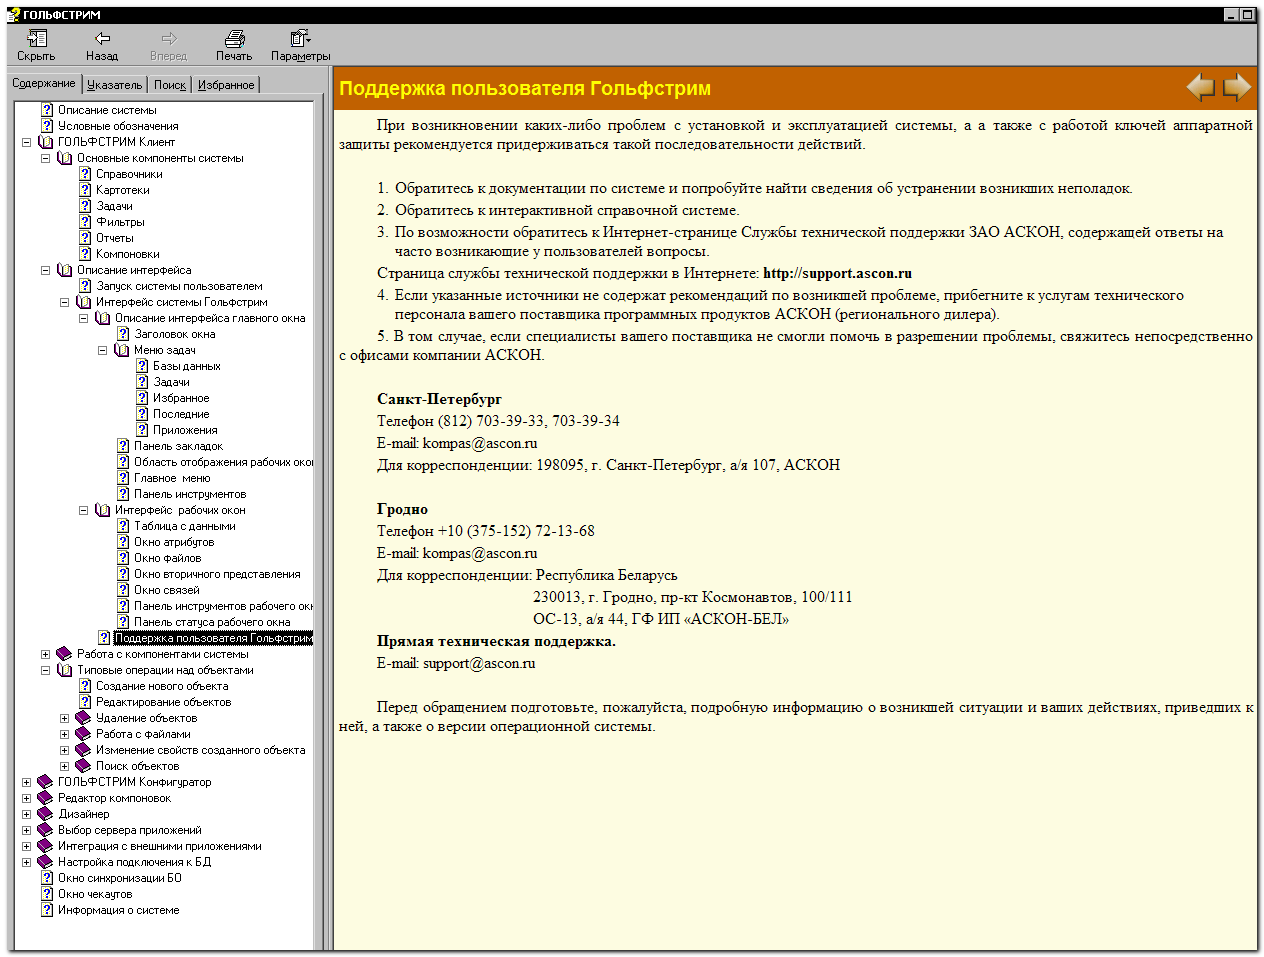 ГОЛЬФСТРИМ
Скрыть Назад Вперед Печать Параметры
Содержание Указатель Поиск Избранное
Описание системы
Условные обозначения
ГОЛЬФСТРИМ Клиент
Основные компоненты системы
Справочники
Картотеки
Задачи
Фильтры
Отчеты
Компоновки
Описание интерфейса
Запуск системы пользователем
Интерфейс системы Гольфстрим
Описание интерфейса главного окна
Заголовок окна
Меню задач
Базы данных
Задачи
Избранное
Последние
Приложения
Панель закладок
Область отображения рабочих око
Главное меню
Панель инструментов
Интерфейс рабочих окон
Таблица с данными
Окно атрибутов
Окно файлов
Окно вторичного представления
Окно связей
Панель инструментов рабочего ок
Панель статуса рабочего окна
Поддержка пользователя Гольфстрим
Работа с компонентами системы
Типовые операции над объектами
Создание нового объекта
Редактирование объектов
Удаление объектов
Работа с файлами
Изменение свойств созданного объекта
Поиск объектов
ГОЛЬФСТРИМ Конфигуратор
Редактор компоновок
Дизайнер
Выбор сервера приложений
Интеграция с внешними приложениями
Настройка подключения к БД
Окно синхронизации БО
Окно чекаутов
Информация о системе
Поддержка пользователя Гольфстрим
При возникновении каких-либо проблем с установкой и эксплуатацией системы, а а также с работой ключей аппаратной
защиты рекомендуется придерживаться такой последовательности действий.
1. Обратитесь к документации по системе и попробуйте найти сведения об устранении возникших неполадок.
2. Обратитесь к интерактивной справочной системе.
3. По возможности обратитесь к Интернет-странице Службы технической поддержки ЗАО АСКОН, содержащей ответы на
часто возникающие у пользователей вопросы.
Страница службы технической поддержки в Интернете: http://support.ascon.ru
4. Если указанные источники не содержат рекомендаций по возникшей проблеме, прибегните к услугам технического
персонала вашего поставщика программных продуктов АСКОН (регионального дилера).
5. В том случае, если специалисты вашего поставщика не смогли помочь в разрешении проблемы, свяжитесь непосредственно
с офисами компании АСКОН.
Санкт-Петербург
Телефон (812) 703-39-33, 703-39-34
E-mail: kompas@ascon.ru
Для корреспонденции: 198095, г. Санкт-Петербург, а/я 107, АСКОН
Гродно
Телефон +10 (375-152) 72-13-68
E-mail: kompas@ascon.ru
Для корреспонденции: Республика Беларусь
230013, г. Гродно, пр-кт Космонавтов, 100/111
ОС-13, а/я 44, ГФ ИП «АСКОН-БЕЛ»
Прямая техническая поддержка.
E-mail: support@ascon.ru
Перед обращением подготовьте, пожалуйста, подробную информацию о возникшей ситуации и ваших действиях, приведших к
ней, а также о версии операционной системы.